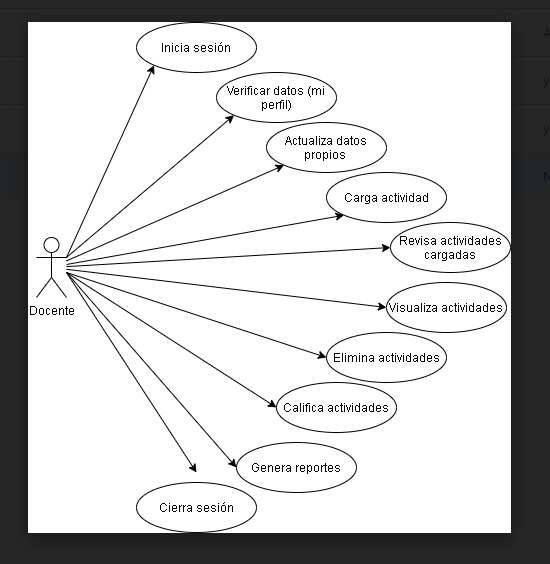 Inicia sesión
Verificar datos (mi
perfil)
Actualiza datos
propios
Carga actividad
Revisa actividades
cargadas
Docente
Visualiza actividades
Elimina actividades
Califica actividades
Genera reportes
Cierra sesión